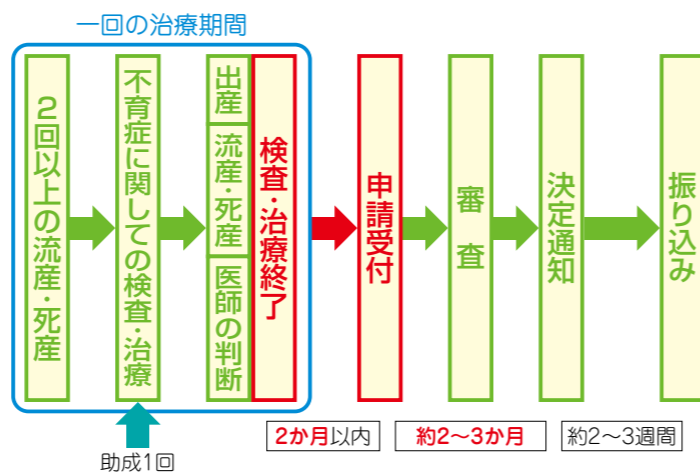 一回の治療期間
2回以上の流産・死産
不育症に関しての検査・治療
出産
流産・死産
医師の判断
検査・治療終了
申請受付
審査
決定通知
振り込み
2か月以内
約2〜3か月
約2〜3週間
助成1回